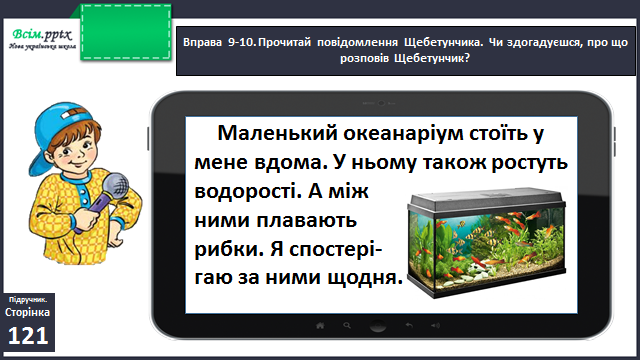 Всім.pptx
Нова українська школа
Вправа 9-10. Прочитай повідомлення Щебетунчика. Чи здогадуєшся, про що
розповів Щебетунчик?
Маленький океанаріум стоїть у
мене вдома. У ньому також ростуть
водорості. А між
ними плавають
рибки. Я спостері-
гаю за ними щодня.
Підручник.
Сторінка
121